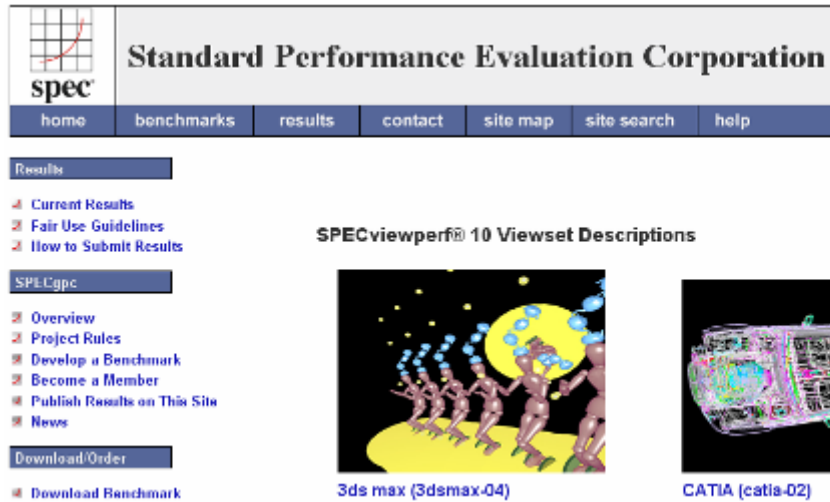 spec
Standard Performance Evaluation Corporation
home benchmarks results contact site map site search help
Results
Current Results
Fair Use Guidelines
How to Submit Results
SPECgpc
Overview
Project Rules
Develop a Benchmark
Become a Member
Publish Results on This Site
News
Download/Order
Download Benchmark
SPECviewperf® 10 Viewset Descriptions
3ds max (3dsmax-04)
CATIA (catia-02)